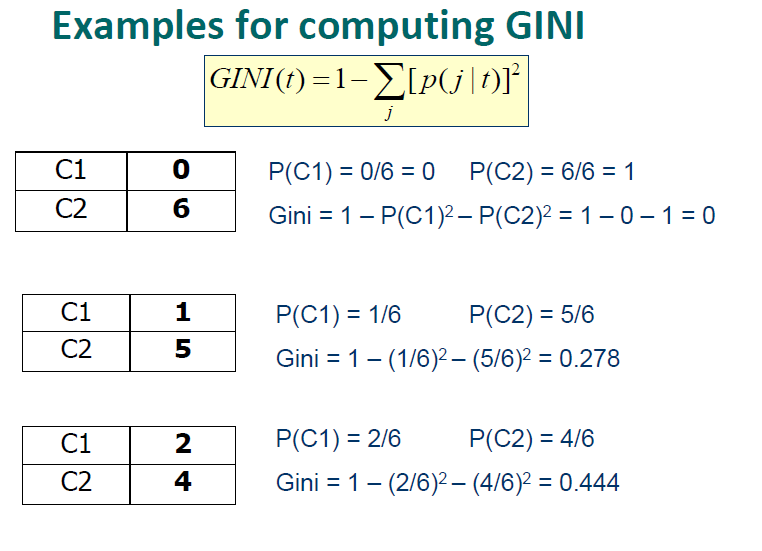 Examples for computing GINI
GINI(t) = 1 − ∑[p(j | t)]²
j
C1 0
C2 6
P(C1) = 0/6 = 0 P(C2) = 6/6 = 1
Gini = 1 – P(C1)² – P(C2)² = 1 – 0 – 1 = 0
C1 1
C2 5
P(C1) = 1/6 P(C2) = 5/6
Gini = 1 – (1/6)² – (5/6)² = 0.278
C1 2
C2 4
P(C1) = 2/6 P(C2) = 4/6
Gini = 1 – (2/6)² – (4/6)² = 0.444